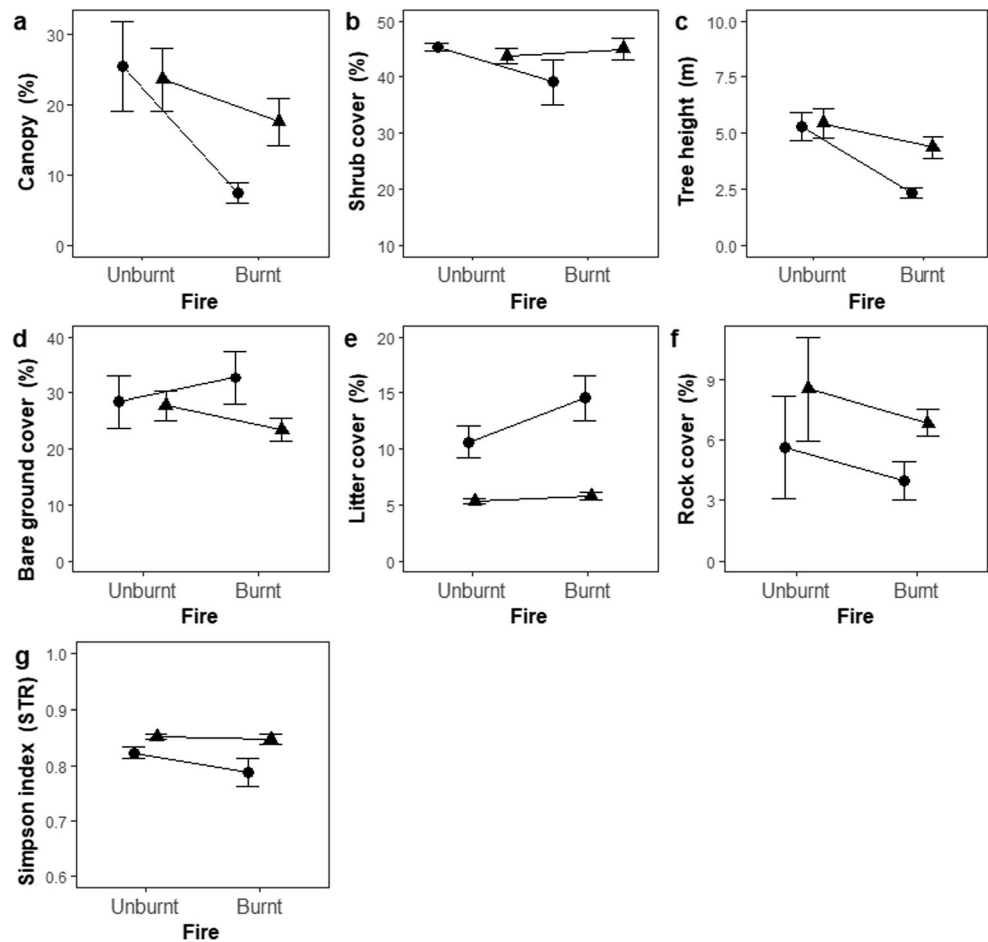 a
Canopy (%)
30
20
10
0
Unburnt Burnt
Fire
b
Shrub cover (%)
50
40
30
20
10
Unburnt Burnt
Fire
c
Tree height (m)
10.0
7.5
5.0
2.5
0.0
Unburnt Burnt
Fire
d
Bare ground cover (%)
40
30
20
10
0
Unburnt Burnt
Fire
e
Litter cover (%)
20
15
10
5
0
Unburnt Burnt
Fire
f
Rock cover (%)
9
6
3
0
Unburnt Burnt
Fire
g
Simpson index (STR)
1.0
0.9
0.8
0.7
0.6
Unburnt Burnt
Fire